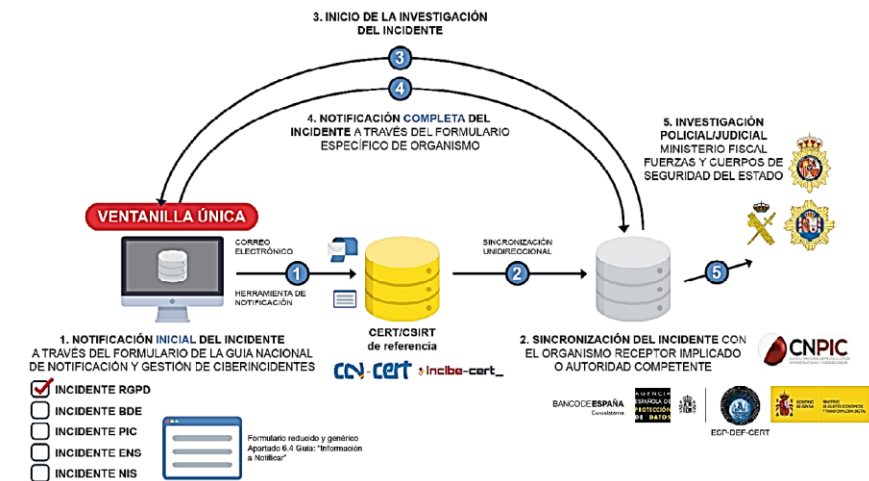 3. INICIO DE LA INVESTIGACIÓN
DEL INCIDENTE
3
4
4. NOTIFICACIÓN COMPLETA DEL
INCIDENTE A TRAVÉS DEL FORMULARIO
ESPECÍFICO DE ORGANISMO
5. INVESTIGACIÓN
POLICIAL/JUDICIAL
MINISTERIO FISCAL
FUERZAS Y CUERPOS DE
SEGURIDAD DEL ESTADO
VENTANILLA ÚNICA
CORREO
ELECTRÓNICO
1
HERRAMIENTA DE
NOTIFICACIÓN
SINCRONIZACIÓN
UNIDIRECCIONAL
2
5
CERT/CSIRT
de referencia
ccn-cert
incibe-cert_
1. NOTIFICACIÓN INICIAL DEL INCIDENTE
A TRAVÉS DEL FORMULARIO DE LA GUIA NACIONAL
DE NOTIFICACIÓN Y GESTIÓN DE CIBERINCIDENTES
INCIDENTE RGPD
INCIDENTE BDE
INCIDENTE PIC
INCIDENTE ENS
INCIDENTE NIS
Formulario reducido y genérico
Apartado 6.4 Guía: "Información
a Notificar"
2. SINCRONIZACIÓN DEL INCIDENTE CON
EL ORGANISMO RECEPTOR IMPLICADO
O AUTORIDAD COMPETENTE
CNPIC
BANCODEESPAÑA
Eurosistema
AGENCIA
ESPAÑOLA DE
PROTECCIÓN
DE DATOS
ESP-DEF-CERT
GOBIERNO
DE ESPAÑA
MINISTERIO